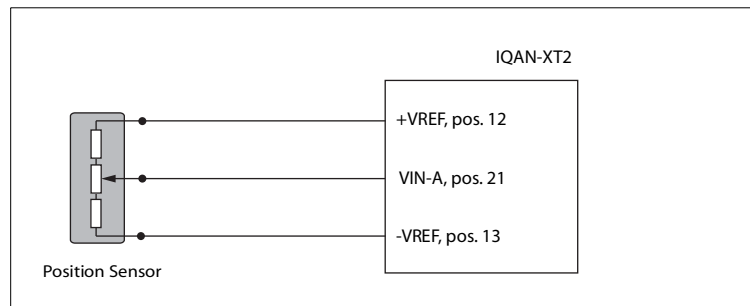 IQAN-XT2
+VREF, pos. 12
VIN-A, pos. 21
-VREF, pos. 13
Position Sensor